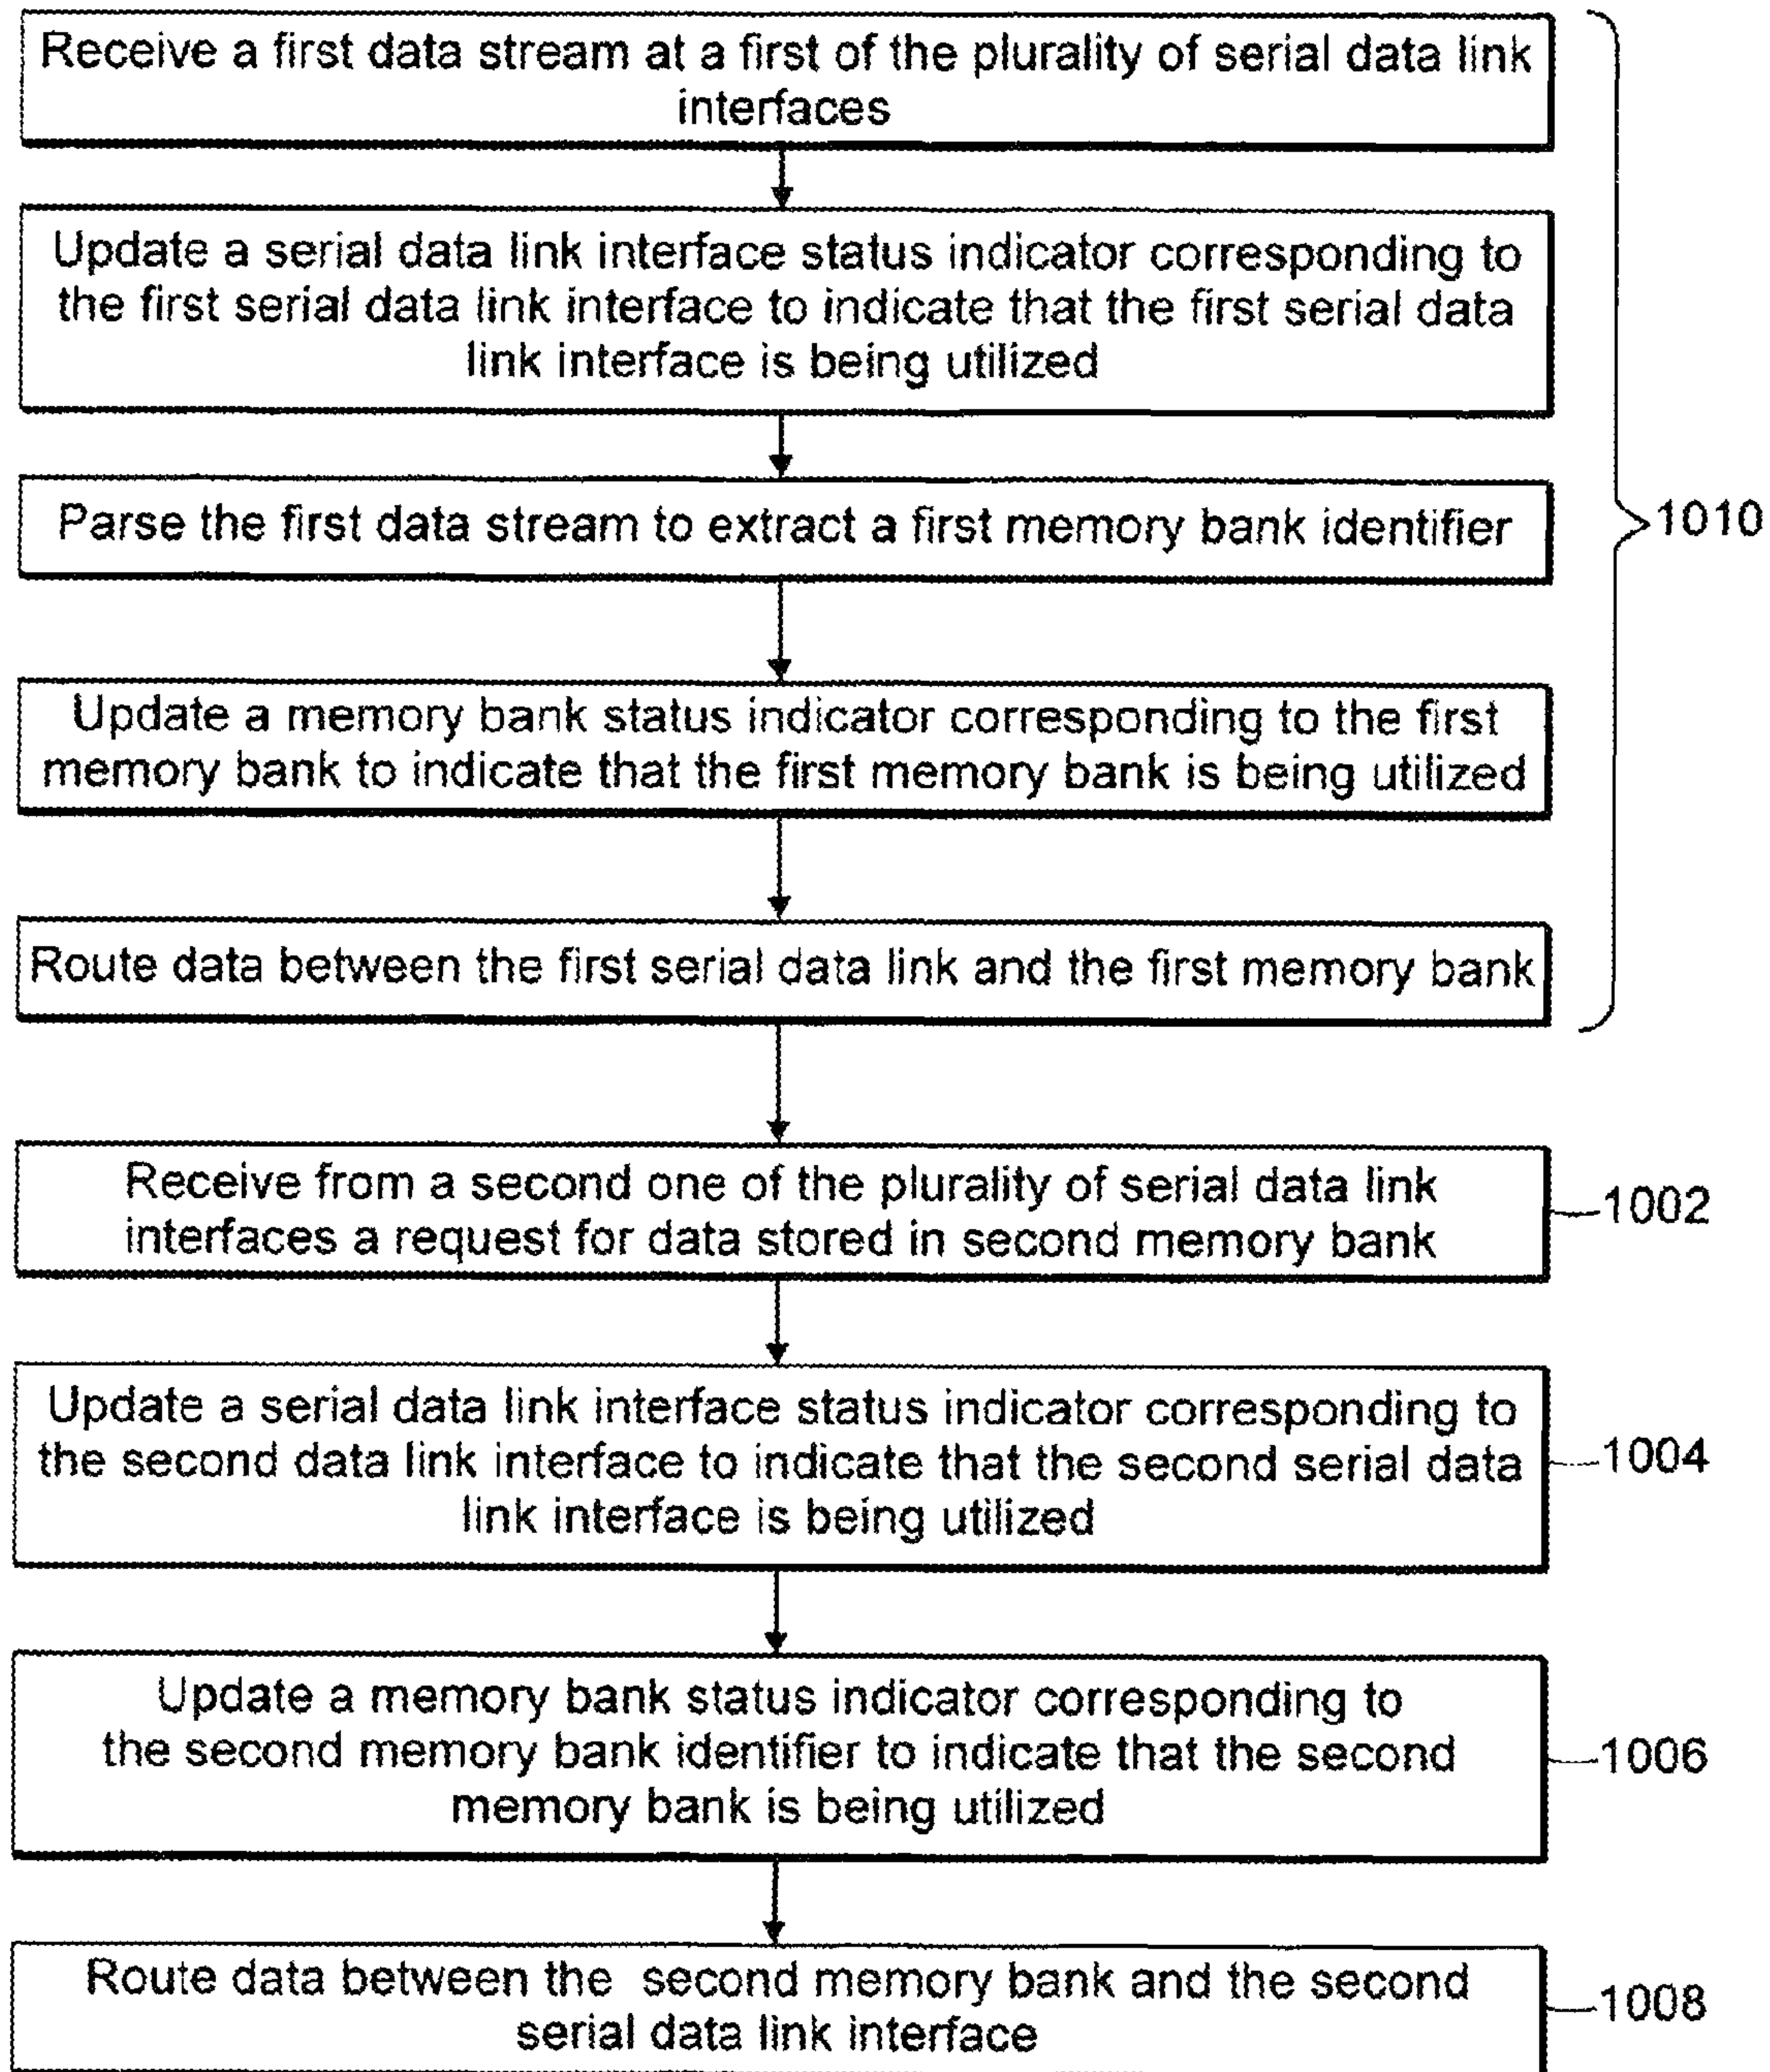 Receive a first data stream at a first of the plurality of serial data link
interfaces
Update a serial data link interface status indicator corresponding to
the first serial data link interface to indicate that the first serial data
link interface is being utilized
Parse the first data stream to extract a first memory bank identifier
1010
Update a memory bank status indicator corresponding to the first
memory bank to indicate that the first memory bank is being utilized
Route data between the first serial data link and the first memory bank
Receive from a second one of the plurality of serial data link
interfaces a request for data stored in second memory bank
1002
Update a serial data link interface status indicator corresponding to
the second data link interface to indicate that the second serial data
link interface is being utilized
1004
Update a memory bank status indicator corresponding to
the second memory bank identifier to indicate that the second
memory bank is being utilized
1006
Route data between the second memory bank and the second
serial data link interface
1008